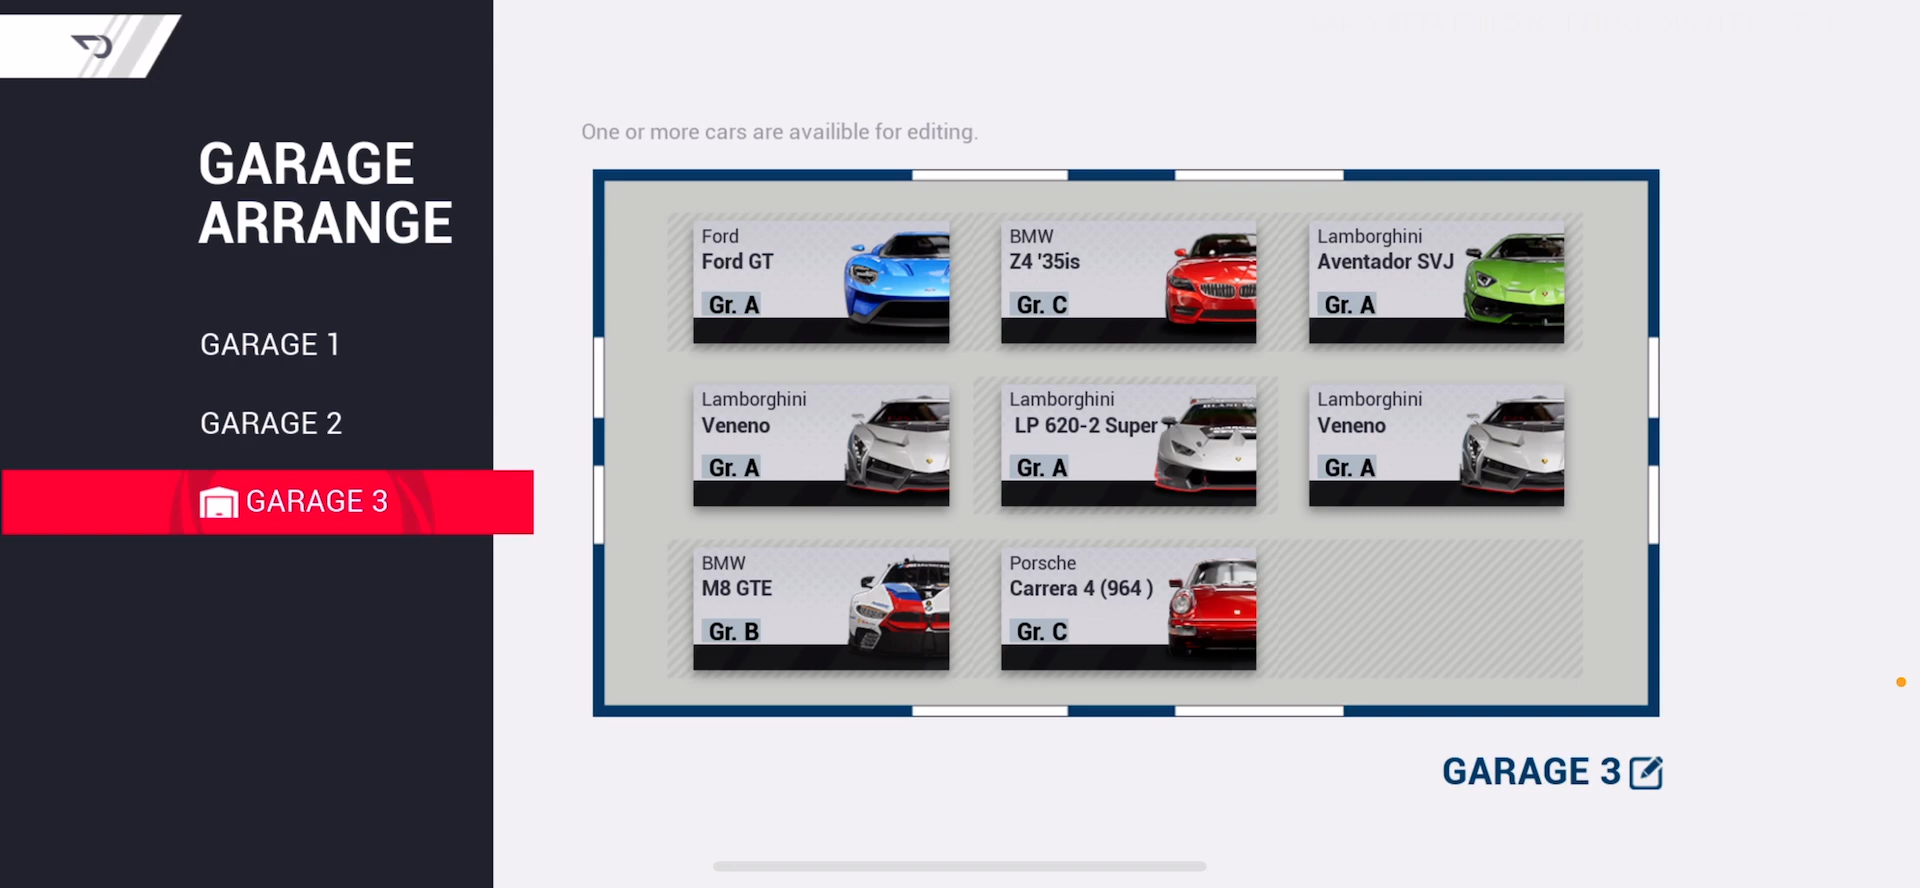 GARAGE
ARRANGE
GARAGE 1
GARAGE 2
GARAGE 3
One or more cars are availible for editing.
Ford
Ford GT
Gr. A
BMW
Z4 '35is
Gr. C
Lamborghini
Aventador SVJ
Gr. A
Lamborghini
Veneno
Gr. A
Lamborghini
LP 620-2 Super T
Gr. A
Lamborghini
Veneno
Gr. A
BMW
M8 GTE
Gr. B
Porsche
Carrera 4 (964 )
Gr. C
GARAGE 3